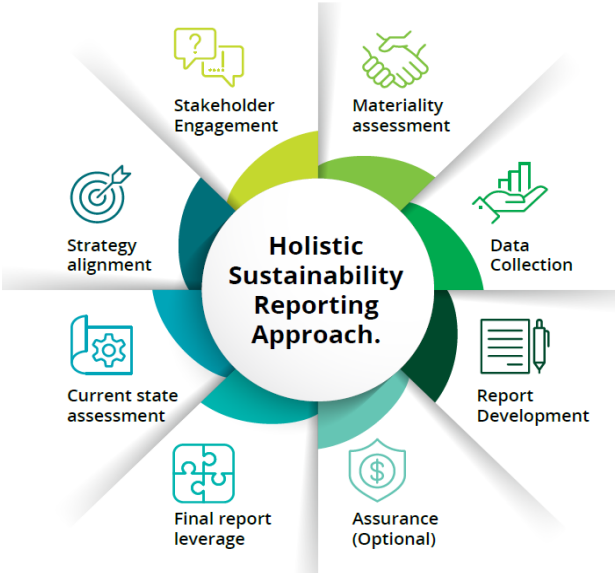 Stakeholder
Engagement
Materiality
assessment
Strategy
alignment
Holistic
Sustainability
Reporting
Approach.
Data
Collection
Current state
assessment
Report
Development
Final report
leverage
Assurance
(Optional)